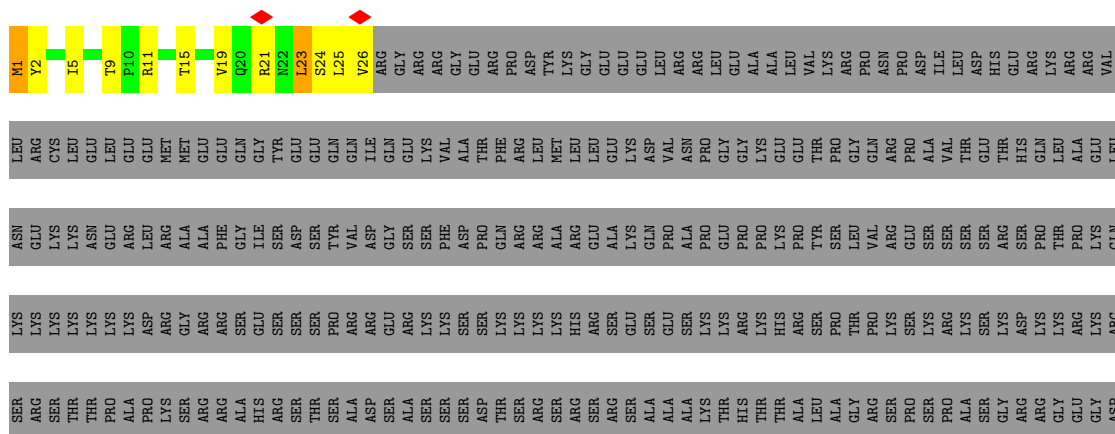 M1 Y2 I5 T9 P10 R11 T15 V19 Q20 R21 N22 L23 S24 L25 V26 ARG GLY ARG ARG GLY GLU ARG PRO ASP TYR LYS GLY GLU GLU GLU LEU ARG ARG LEU GLU ALA ALA LEU VAL LYS ARG PRO ASN PRO ASP ILE LEU ASP HIS GLU ARG LYS ARG ARG VAL
LEU ARG CYS LEU GLU LEU GLU GLU MET MET GLU GLU GLN GLY TYR GLU GLU GLN GLN ILE GLN GLU LYS VAL ALA THR PHE ARG LEU MET LEU LEU GLU LYS ASP VAL ASN PRO GLY GLY LYS GLU GLU THR PRO GLY GLN ARG PRO ALA VAL THR GLU THR HIS GLN LEU ALA GLU LEU
ASN GLU LYS LYS ASN GLU ARG LEU ARG ALA ALA PHE GLY ILE SER ASP SER TYR VAL ASP GLY SER SER PHE ASP PRO GLN ARG ARG ALA ARG GLU ALA LYS GLN PRO ALA PRO GLU PRO PRO LYS PRO TYR SER LEU VAL ARG GLU SER SER SER SER ARG SER PRO THR PRO LYS GLN
LYS LYS LYS LYS LYS LYS LYS ASP ARG GLY ARG ARG SER GLU SER SER SER PRO ARG ARG GLU ARG LYS LYS SER SER LYS LYS LYS LYS HIS ARG SER GLU SER GLU SER LYS LYS ARG LYS HIS ARG SER PRO THR PRO LYS SER LYS ARG LYS SER LYS ASP LYS LYS ARG LYS ARG
SER ARG SER THR THR PRO ALA PRO LYS SER ARG ARG ALA HIS ARG SER THR SER ALA ASP SER ALA SER SER SER ASP THR SER ARG SER ARG SER ARG SER ALA ALA ALA LYS THR HIS THR THR ALA LEU ALA GLY ARG SER PRO SER PRO ALA SER GLY ARG ARG GLY GLU GLY ASP